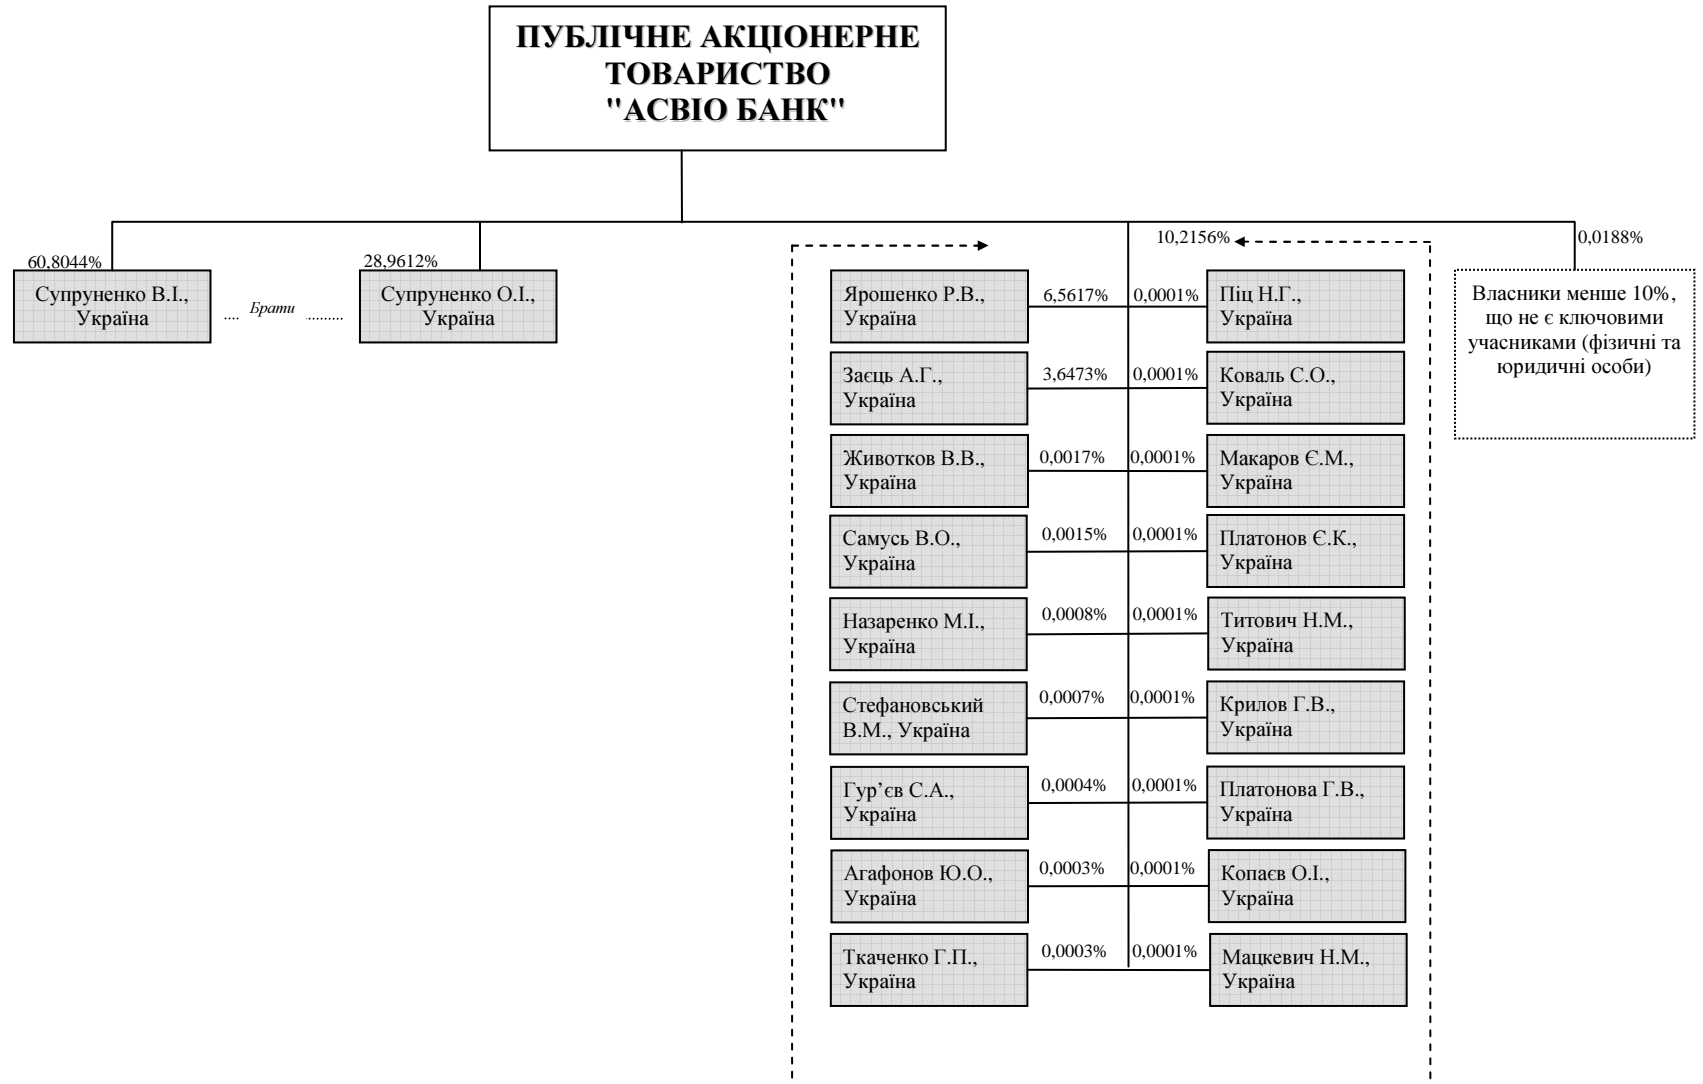 ПУБЛІЧНЕ АКЦІОНЕРНЕ
ТОВАРИСТВО
"АСВІО БАНК"
60,8044%
Супруненко В.І.,
Україна
.... Брати ..........
28,9612%
Супруненко О.І.,
Україна
10,2156%
Ярошенко Р.В.,
Україна
6,5617%
0,0001%
Піц Н.Г.,
Україна
Заєць А.Г.,
Україна
3,6473%
0,0001%
Коваль С.О.,
Україна
Животков В.В.,
Україна
0,0017%
0,0001%
Макаров Є.М.,
Україна
Самусь В.О.,
Україна
0,0015%
0,0001%
Платонов Є.К.,
Україна
Назаренко М.І.,
Україна
0,0008%
0,0001%
Титович Н.М.,
Україна
Стефановський
В.М., Україна
0,0007%
0,0001%
Крилов Г.В.,
Україна
Гур’єв С.А.,
Україна
0,0004%
0,0001%
Платонова Г.В.,
Україна
Агафонов Ю.О.,
Україна
0,0003%
0,0001%
Копаєв О.І.,
Україна
Ткаченко Г.П.,
Україна
0,0003%
0,0001%
Мацкевич Н.М.,
Україна
0,0188%
Власники менше 10%,
що не є ключовими
учасниками (фізичні та
юридичні особи)